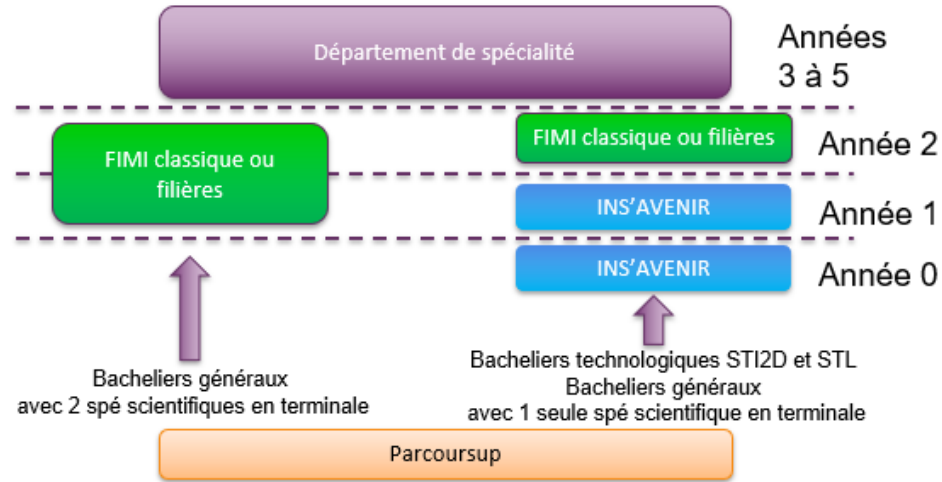 Département de spécialité
Années
3 à 5
FIMI classique ou
filières
FIMI classique ou filières
Année 2
INS'AVENIR
Année 1
INS'AVENIR
Année 0
Bacheliers généraux
avec 2 spé scientifiques en terminale
Bacheliers technologiques STI2D et STL
Bacheliers généraux
avec 1 seule spé scientifique en terminale
Parcoursup